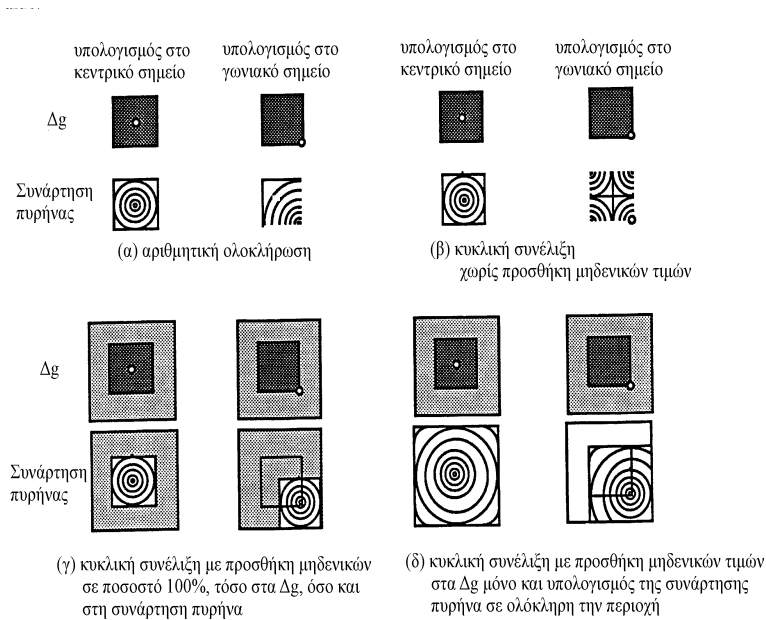 υπολογισμός στο
κεντρικό σημείο
υπολογισμός στο
γωνιακό σημείο
υπολογισμός στο
κεντρικό σημείο
υπολογισμός στο
γωνιακό σημείο
Δg
Συνάρτηση
πυρήνας
(α) αριθμητική ολοκλήρωση
(β) κυκλική συνέλιξη
χωρίς προσθήκη μηδενικών τιμών
Δg
Συνάρτηση
πυρήνας
(γ) κυκλική συνέλιξη με προσθήκη μηδενικών
σε ποσοστό 100%, τόσο στα Δg, όσο και
στη συνάρτηση πυρήνα
(δ) κυκλική συνέλιξη με προσθήκη μηδενικών τιμών
στα Δg μόνο και υπολογισμός της συνάρτησης
πυρήνα σε ολόκληρη την περιοχή